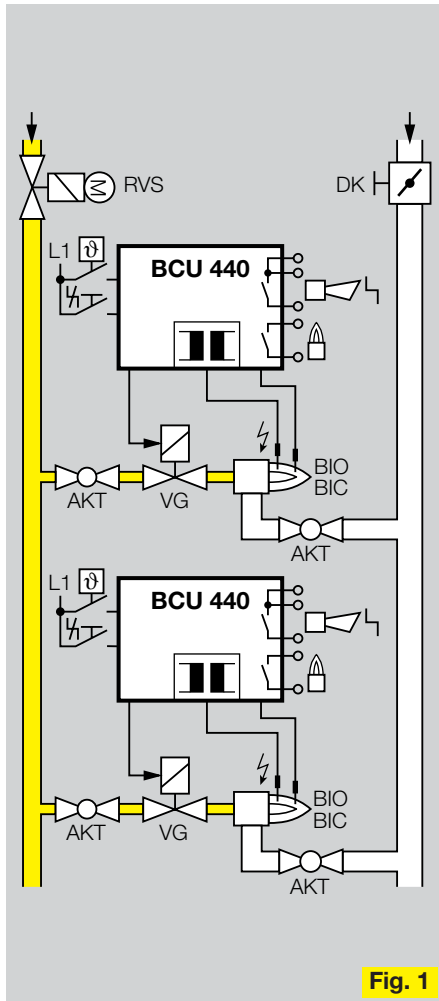 RVS
DK
L1 ϑ
BCU 440
M
BIO
BIC
AKT
VG
AKT
L1 ϑ
BCU 440
BIO
BIC
AKT
VG
AKT
Fig. 1